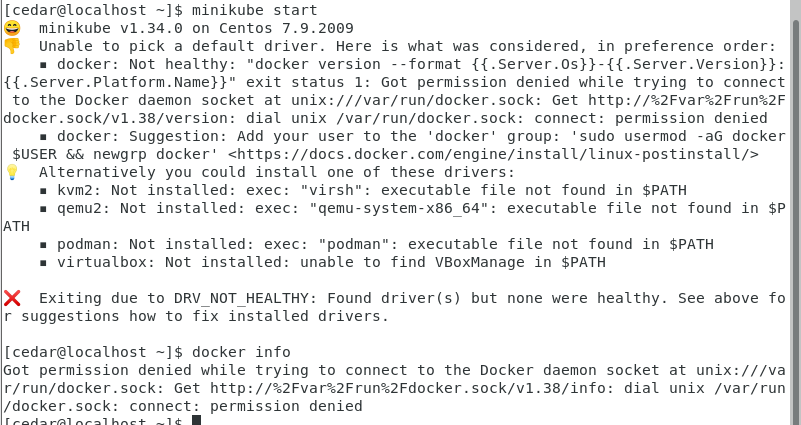 [cedar@localhost ~]$ minikube start
😄  minikube v1.34.0 on Centos 7.9.2009
👎  Unable to pick a default driver. Here is what was considered, in preference order:
    ▪ docker: Not healthy: "docker version --format {{.Server.Os}}-{{.Server.Version}}:
{{.Server.Platform.Name}}" exit status 1: Got permission denied while trying to connect
 to the Docker daemon socket at unix:///var/run/docker.sock: Get http://%2Fvar%2Frun%2F
docker.sock/v1.38/version: dial unix /var/run/docker.sock: connect: permission denied
    ▪ docker: Suggestion: Add your user to the 'docker' group: 'sudo usermod -aG docker
 $USER && newgrp docker' <https://docs.docker.com/engine/install/linux-postinstall/>
💡  Alternatively you could install one of these drivers:
    ▪ kvm2: Not installed: exec: "virsh": executable file not found in $PATH
    ▪ qemu2: Not installed: exec: "qemu-system-x86_64": executable file not found in $P
ATH
    ▪ podman: Not installed: exec: "podman": executable file not found in $PATH
    ▪ virtualbox: Not installed: unable to find VBoxManage in $PATH

❌  Exiting due to DRV_NOT_HEALTHY: Found driver(s) but none were healthy. See above fo
r suggestions how to fix installed drivers.

[cedar@localhost ~]$ docker info
Got permission denied while trying to connect to the Docker daemon socket at unix:///va
r/run/docker.sock: Get http://%2Fvar%2Frun%2Fdocker.sock/v1.38/info: dial unix /var/run
/docker.sock: connect: permission denied
[cedar@localhost ~]$